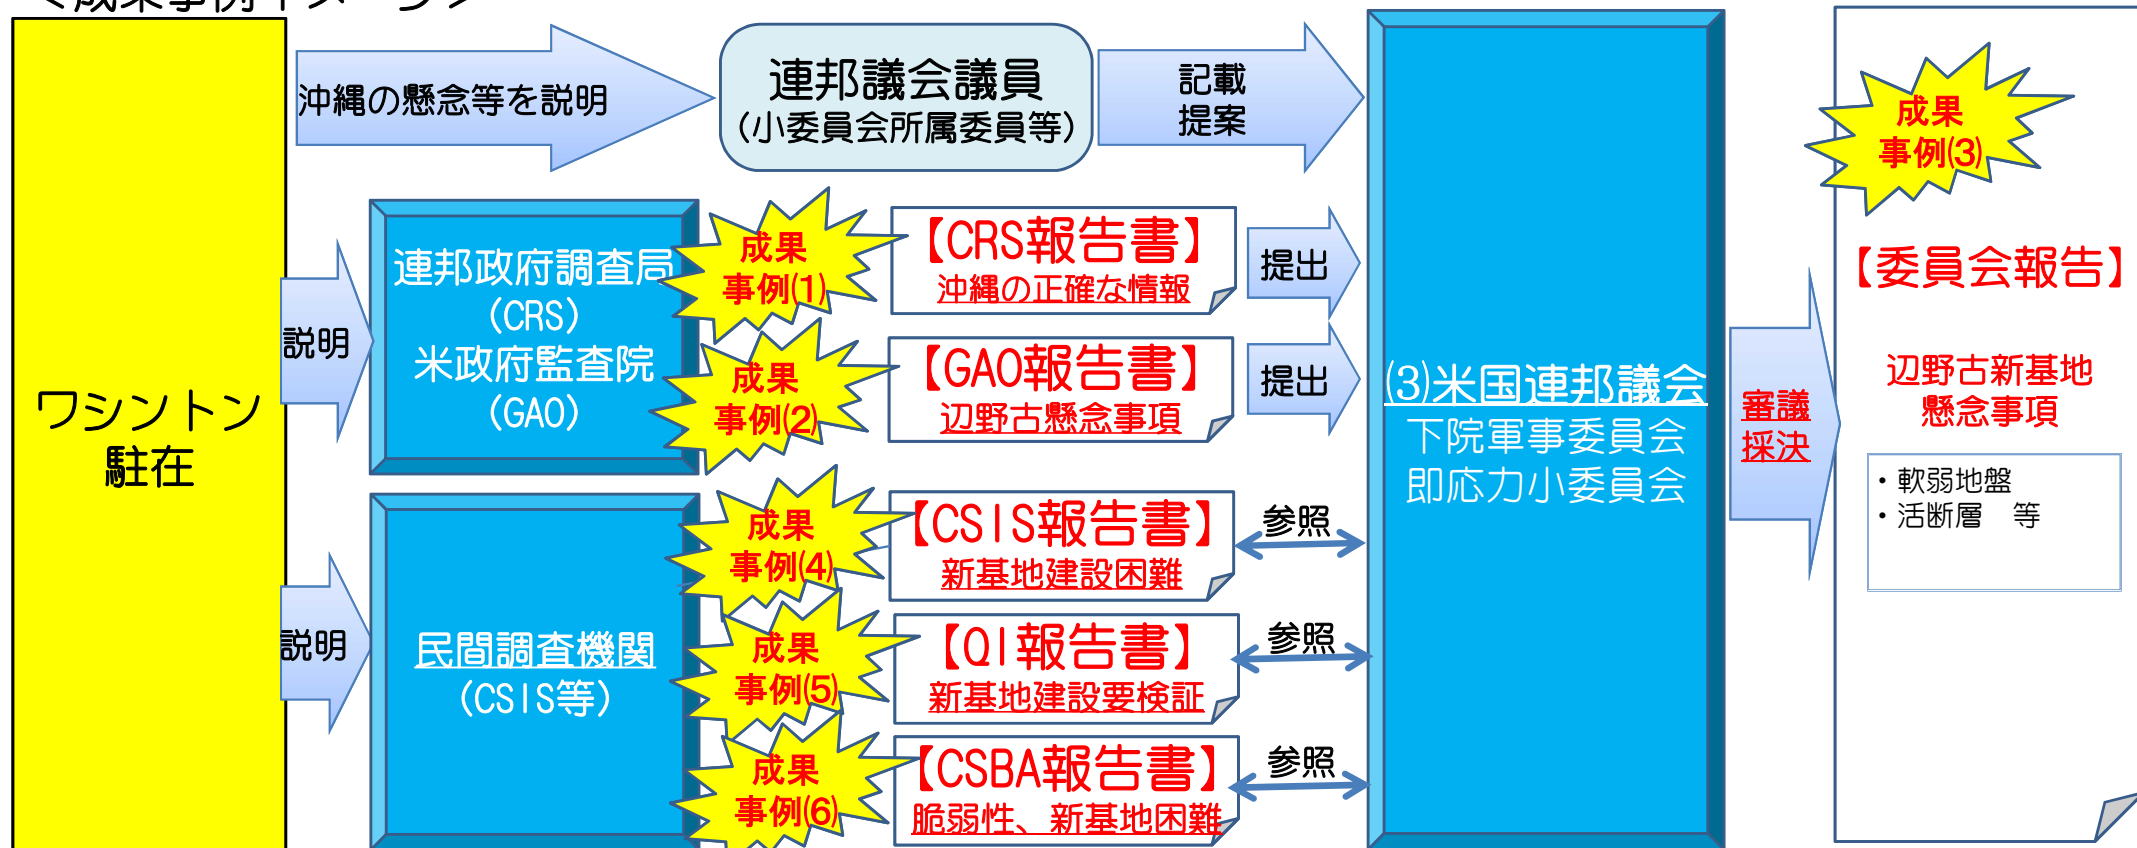 <成果事例イメージ>
ワシントン
駐在
沖縄の懸念等を説明
連邦議会議員
(小委員会所属委員等)
記載
提案
説明
連邦政府調査局
(CRS)
米政府監査院
(GAO)
成果
事例(1)
【CRS報告書】
沖縄の正確な情報
提出
成果
事例(2)
【GAO報告書】
辺野古懸念事項
提出
説明
民間調査機関
(CSIS等)
成果
事例(4)
【CSIS報告書】
新基地建設困難
参照
成果
事例(5)
【QI報告書】
新基地建設要検証
参照
成果
事例(6)
【CSBA報告書】
脆弱性、新基地困難
参照
(3)米国連邦議会
下院軍事委員会
即応力小委員会
審議
採決
成果
事例(3)
【委員会報告】
辺野古新基地
懸念事項
・軟弱地盤
・活断層　等